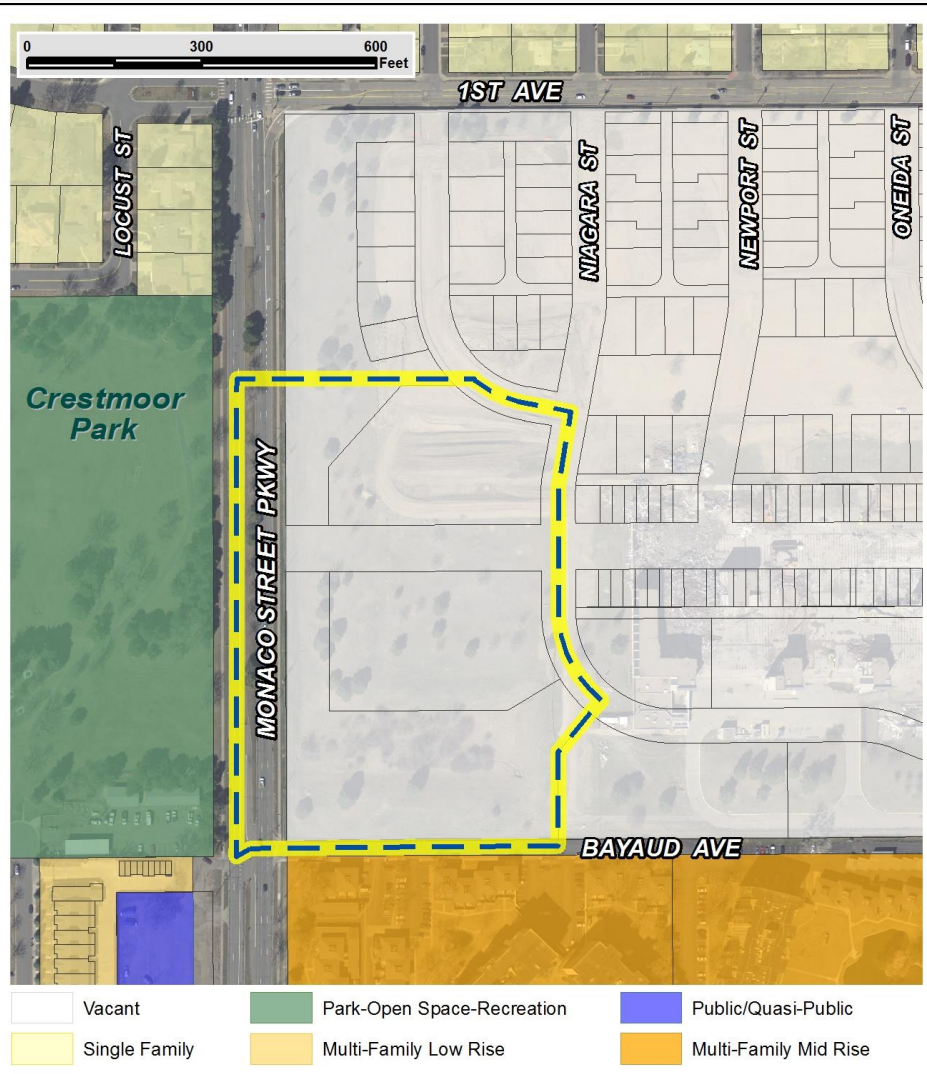 0 300 600
Feet
1ST AVE
LOCUST ST
NIAGARA ST
NEWPORT ST
ONEIDA ST
Crestmoor
Park
MONACO STREET PKWY
BAYAUD AVE
Vacant Park-Open Space-Recreation Public/Quasi-Public
Single Family Multi-Family Low Rise Multi-Family Mid Rise